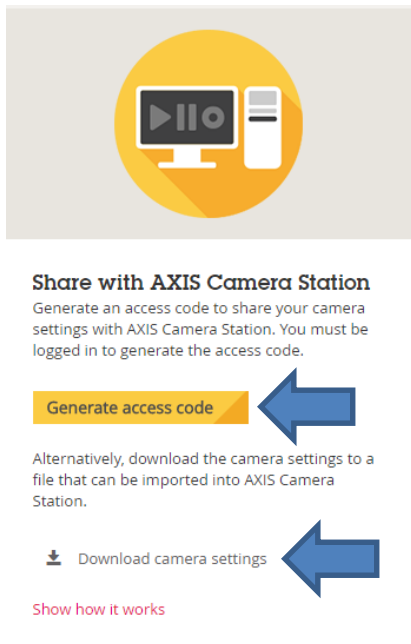 Share with AXIS Camera Station
Generate an access code to share your camera
settings with AXIS Camera Station. You must be
logged in to generate the access code.
Generate access code
Alternatively, download the camera settings to a
file that can be imported into AXIS Camera
Station.
Download camera settings
Show how it works